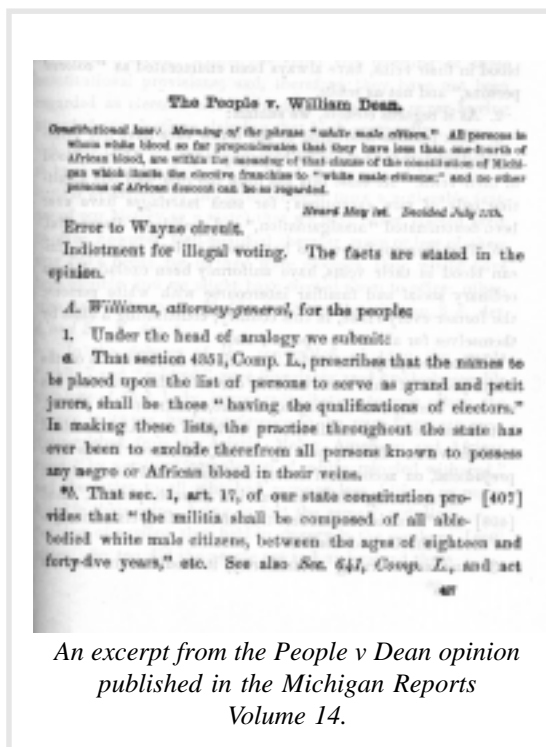 The People v. William Dean.
Constitutional law: Meaning of the phrase "white male citizen." All persons in
whom white blood so far preponderates that they have less than one-fourth of
African blood, are within the meaning of that clause of the constitution of Michi-
gan which limits the elective franchise to "white male citizens;" and no other
persons of African descent can be so regarded.
Heard May 1st. Decided July 12th.
Error to Wayne circuit.
Indictment for illegal voting. The facts are stated in the
opinion.
A. Williams, attorney-general, for the people:
1. Under the head of analogy we submit:
a. That section 4351, Comp. L., prescribes that the names to
be placed upon the list of persons to serve as grand and petit
jurors, shall be those "having the qualifications of electors."
In making these lists, the practice throughout the state has
ever been to exclude therefrom all persons known to possess
any negro or African blood in their veins.
*b. That sec. 1, art. 17, of our state constitution pro- [407]
vides that "the militia shall be composed of all able-
bodied white male citizens, between the ages of eighteen and
forty-five years," etc. See also Sec. 641, Comp. L., and act
An excerpt from the People v Dean opinion
published in the Michigan Reports
Volume 14.